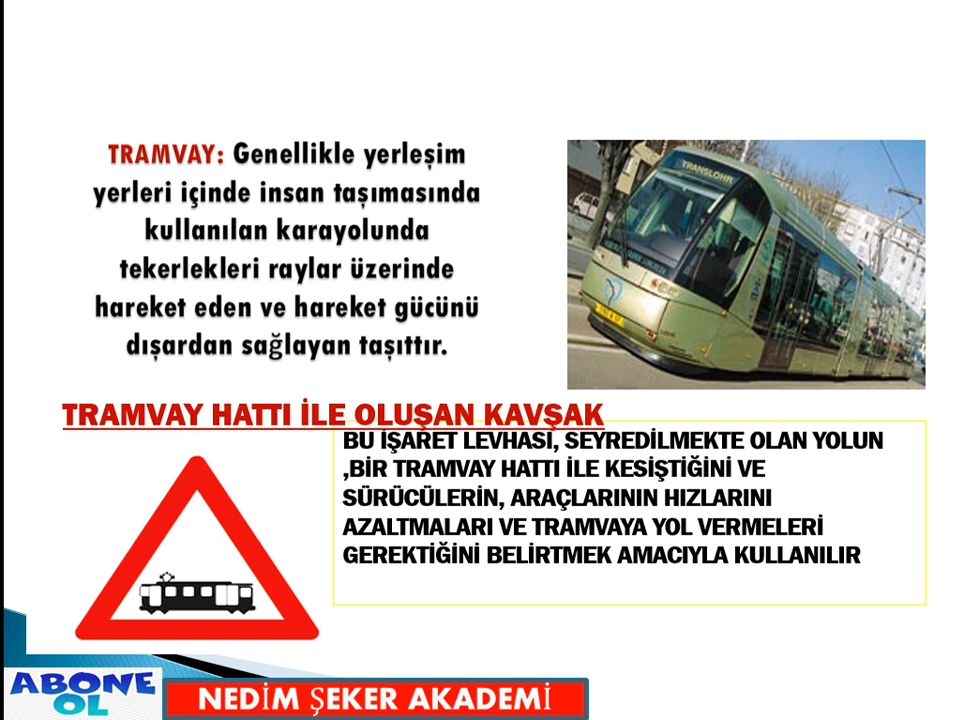 TRAMVAY: Genellikle yerleşim
yerleri içinde insan taşımasında
kullanılan karayolunda
tekerlekleri raylar üzerinde
hareket eden ve hareket gücünü
dışardan sağlayan taşıttır.
TRANSLOHR
TRAMVAY HATTI İLE OLUŞAN KAVŞAK
BU İŞARET LEVHASI, SEYREDİLMEKTE OLAN YOLUN
,BİR TRAMVAY HATTI İLE KESİŞTİĞİNİ VE
SÜRÜCÜLERİN, ARAÇLARININ HIZLARINI
AZALTMALARI VE TRAMVAYA YOL VERMELERİ
GEREKTİĞİNİ BELİRTMEK AMACIYLA KULLANILIR
ABONE
OL
NEDİM ŞEKER AKADEMİ